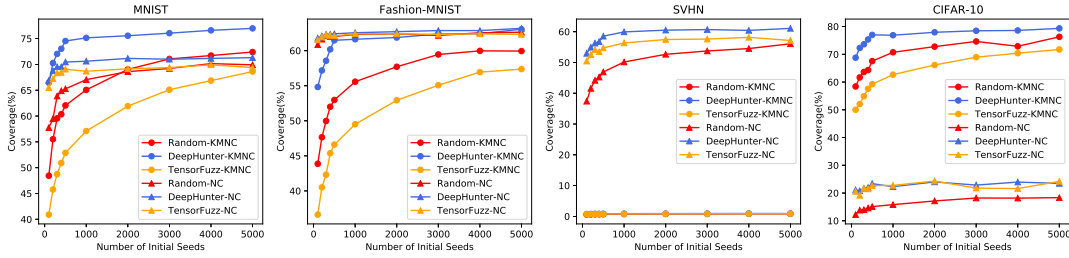 MNIST
Coverage(%)
75
70
65
60
55
50
45
40
Random-KMNC
DeepHunter-KMNC
TensorFuzz-KMNC
Random-NC
DeepHunter-NC
TensorFuzz-NC
0 1000 2000 3000 4000 5000
Number of Initial Seeds
Fashion-MNIST
Coverage(%)
60
55
50
45
40
Random-KMNC
DeepHunter-KMNC
TensorFuzz-KMNC
Random-NC
DeepHunter-NC
TensorFuzz-NC
0 1000 2000 3000 4000 5000
Number of Initial Seeds
SVHN
Coverage(%)
70
60
50
40
30
20
10
0
Random-KMNC
DeepHunter-KMNC
TensorFuzz-KMNC
Random-NC
DeepHunter-NC
TensorFuzz-NC
0 1000 2000 3000 4000 5000
Number of Initial Seeds
CIFAR-10
Coverage(%)
80
70
60
50
40
30
20
10
Random-KMNC
DeepHunter-KMNC
TensorFuzz-KMNC
Random-NC
DeepHunter-NC
TensorFuzz-NC
0 1000 2000 3000 4000 5000
Number of Initial Seeds